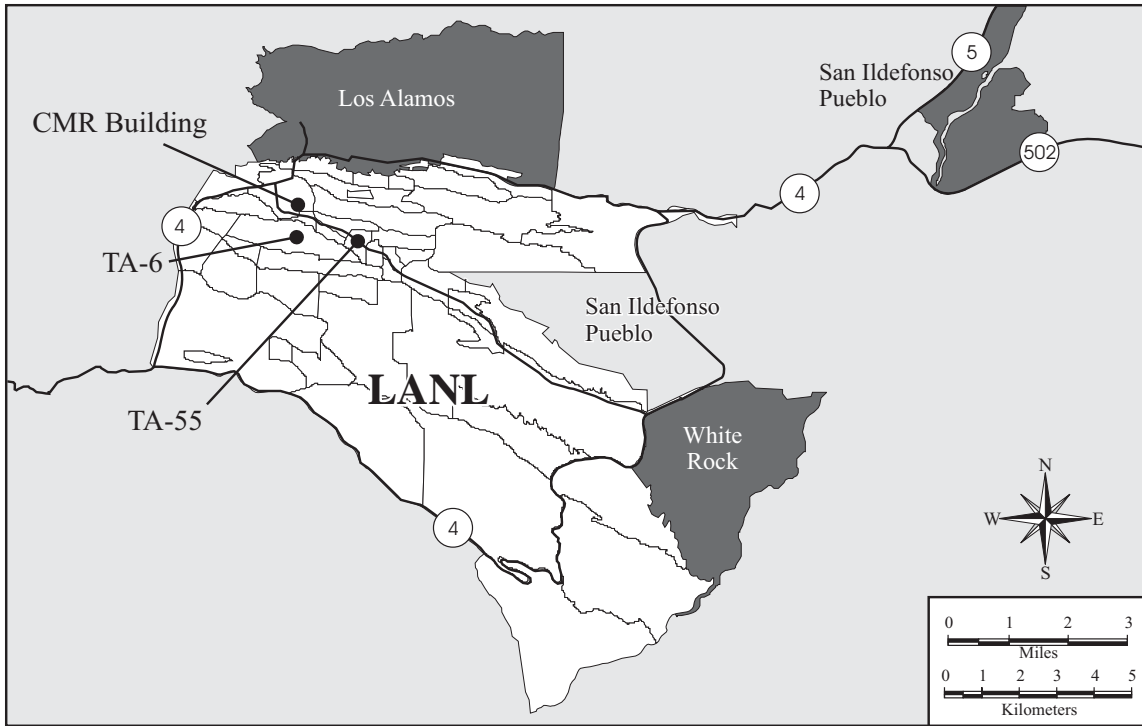 5
San Ildefonso
Pueblo
Los Alamos
CMR Building
502
4
4
TA-6
San Ildefonso
Pueblo
LANL
TA-55
White
Rock
4
N
W
E
S
0 1 2 3
Miles
0 1 2 3 4 5
Kilometers